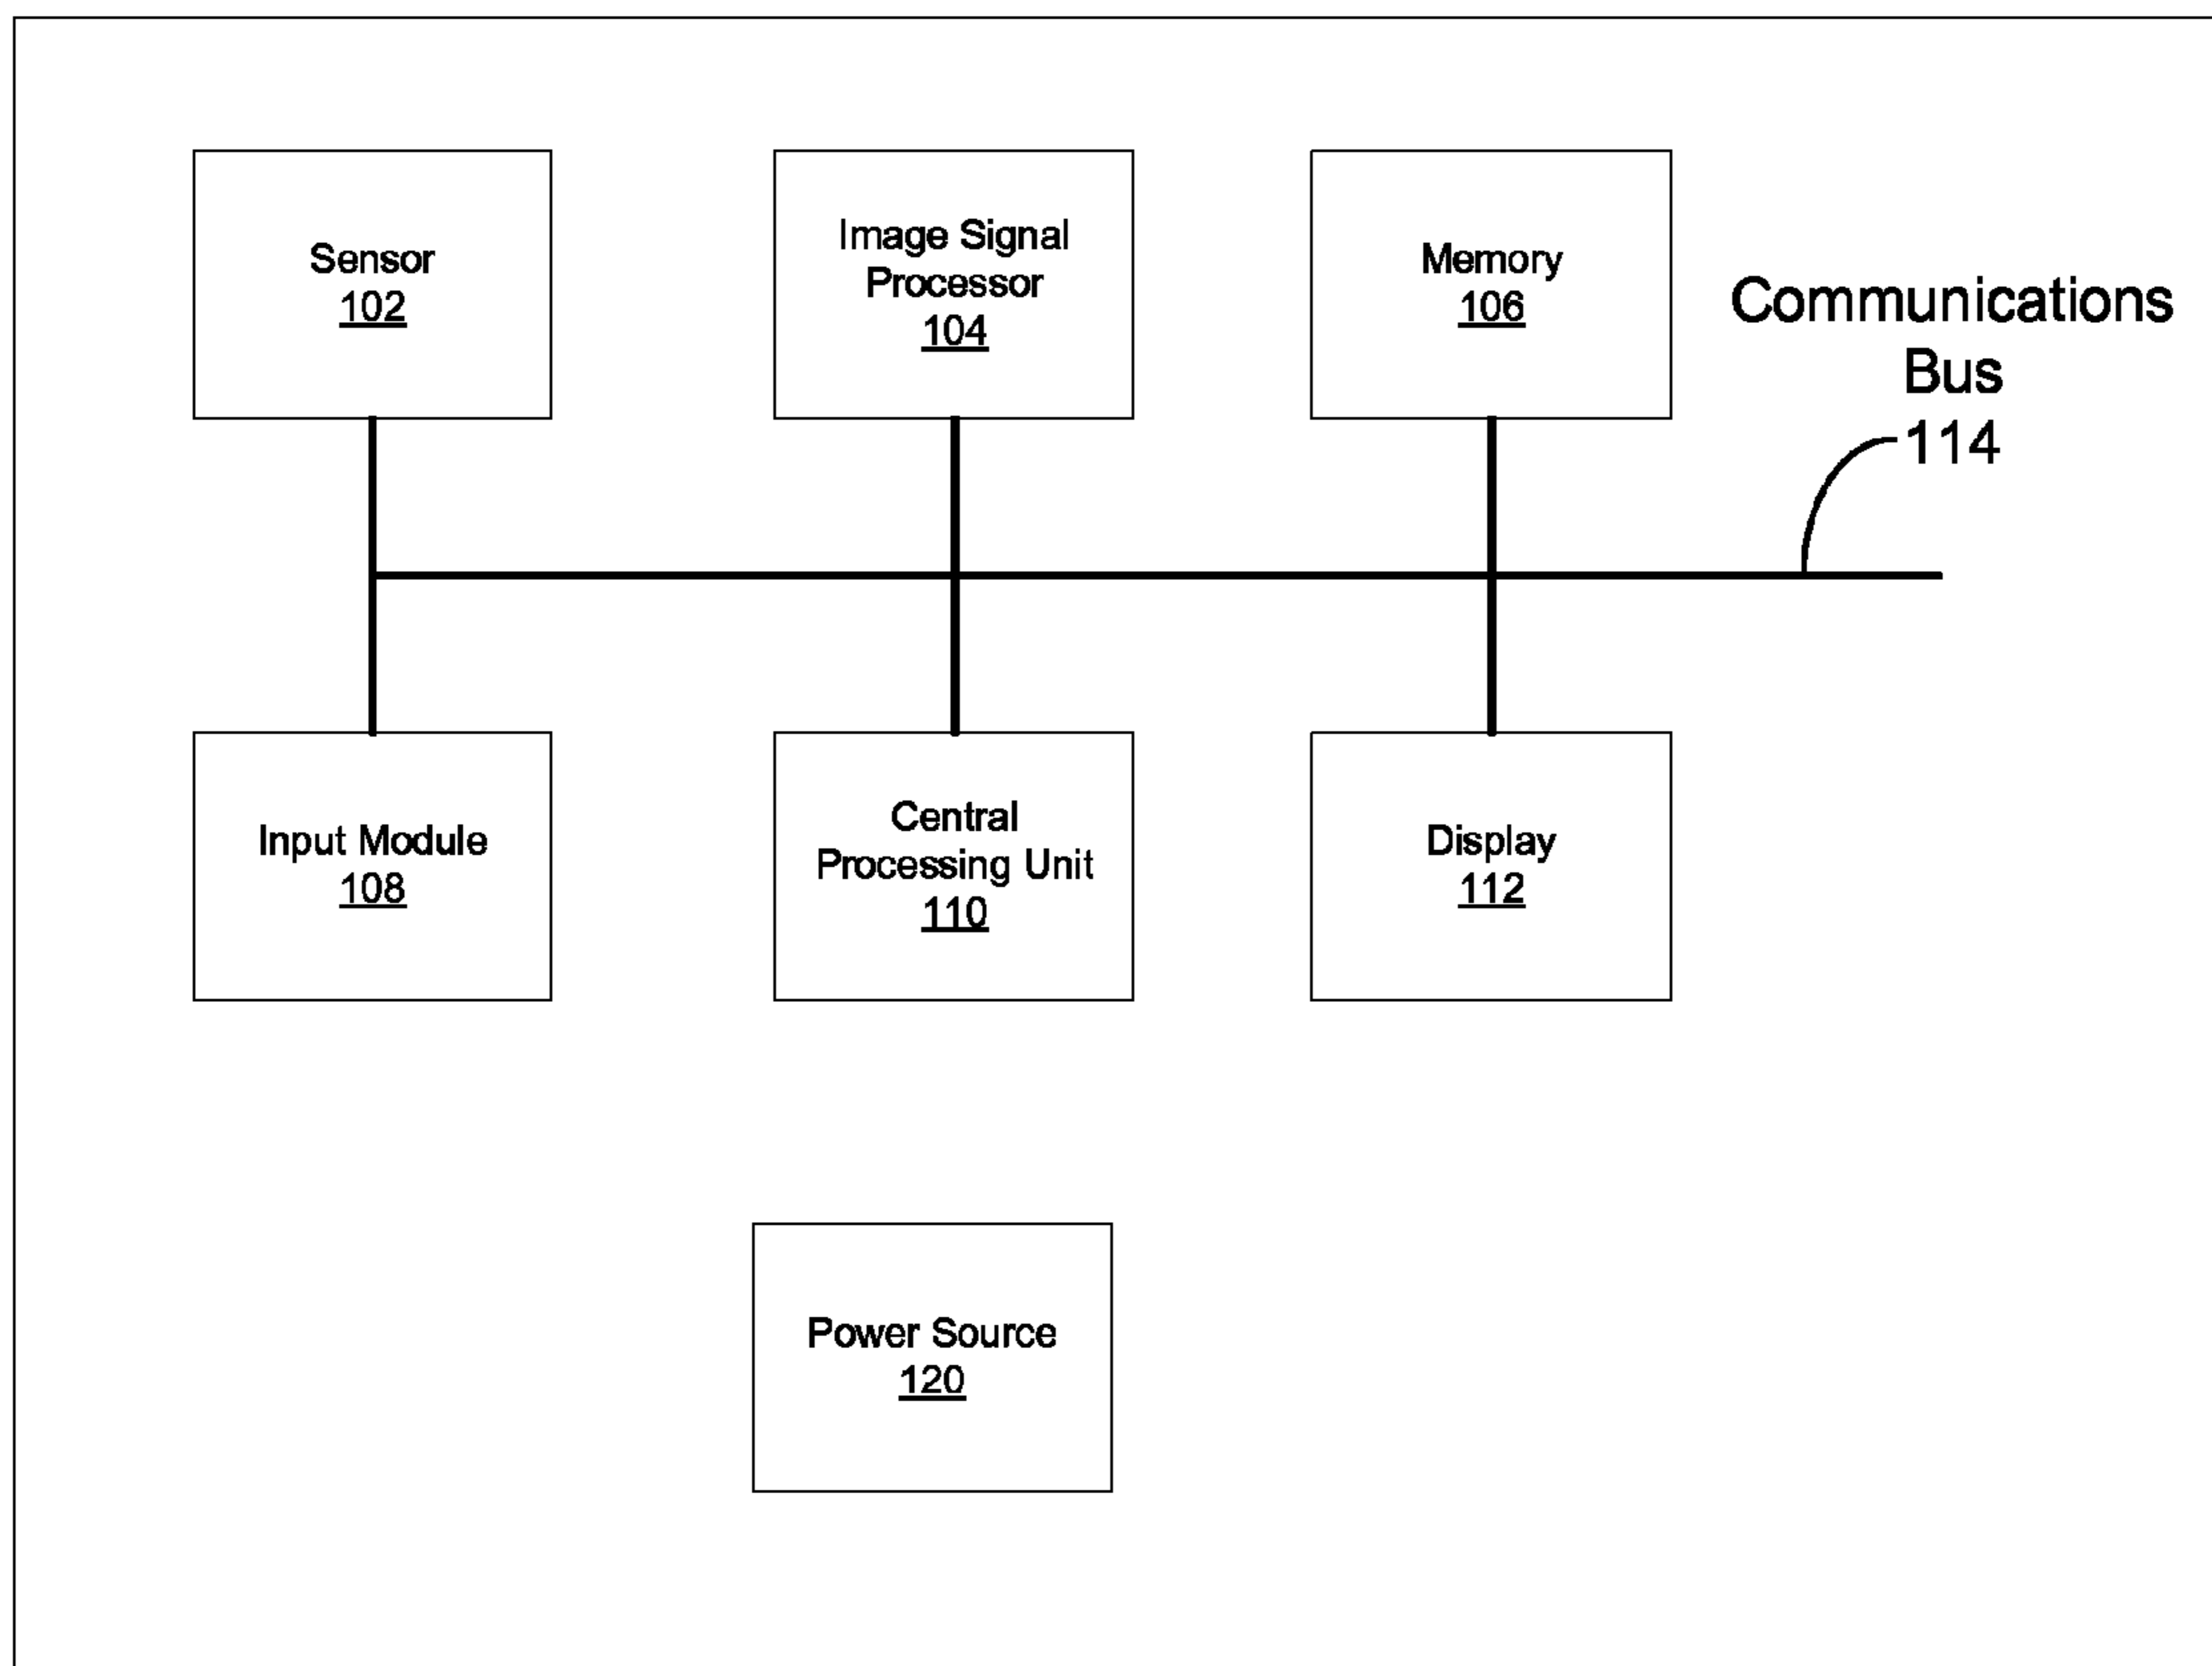 Sensor
102
Image Signal
Processor
104
Memory
106
Communications
Bus
114
Input Module
108
Central
Processing Unit
110
Display
112
Power Source
120